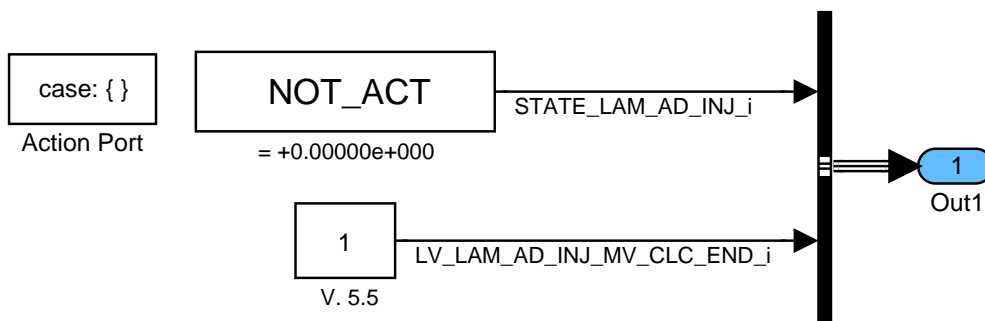 case: { }
Action Port
NOT_ACT
= +0.00000e+000
STATE_LAM_AD_INJ_i
1
V. 5.5
LV_LAM_AD_INJ_MV_CLC_END_i
1
Out1